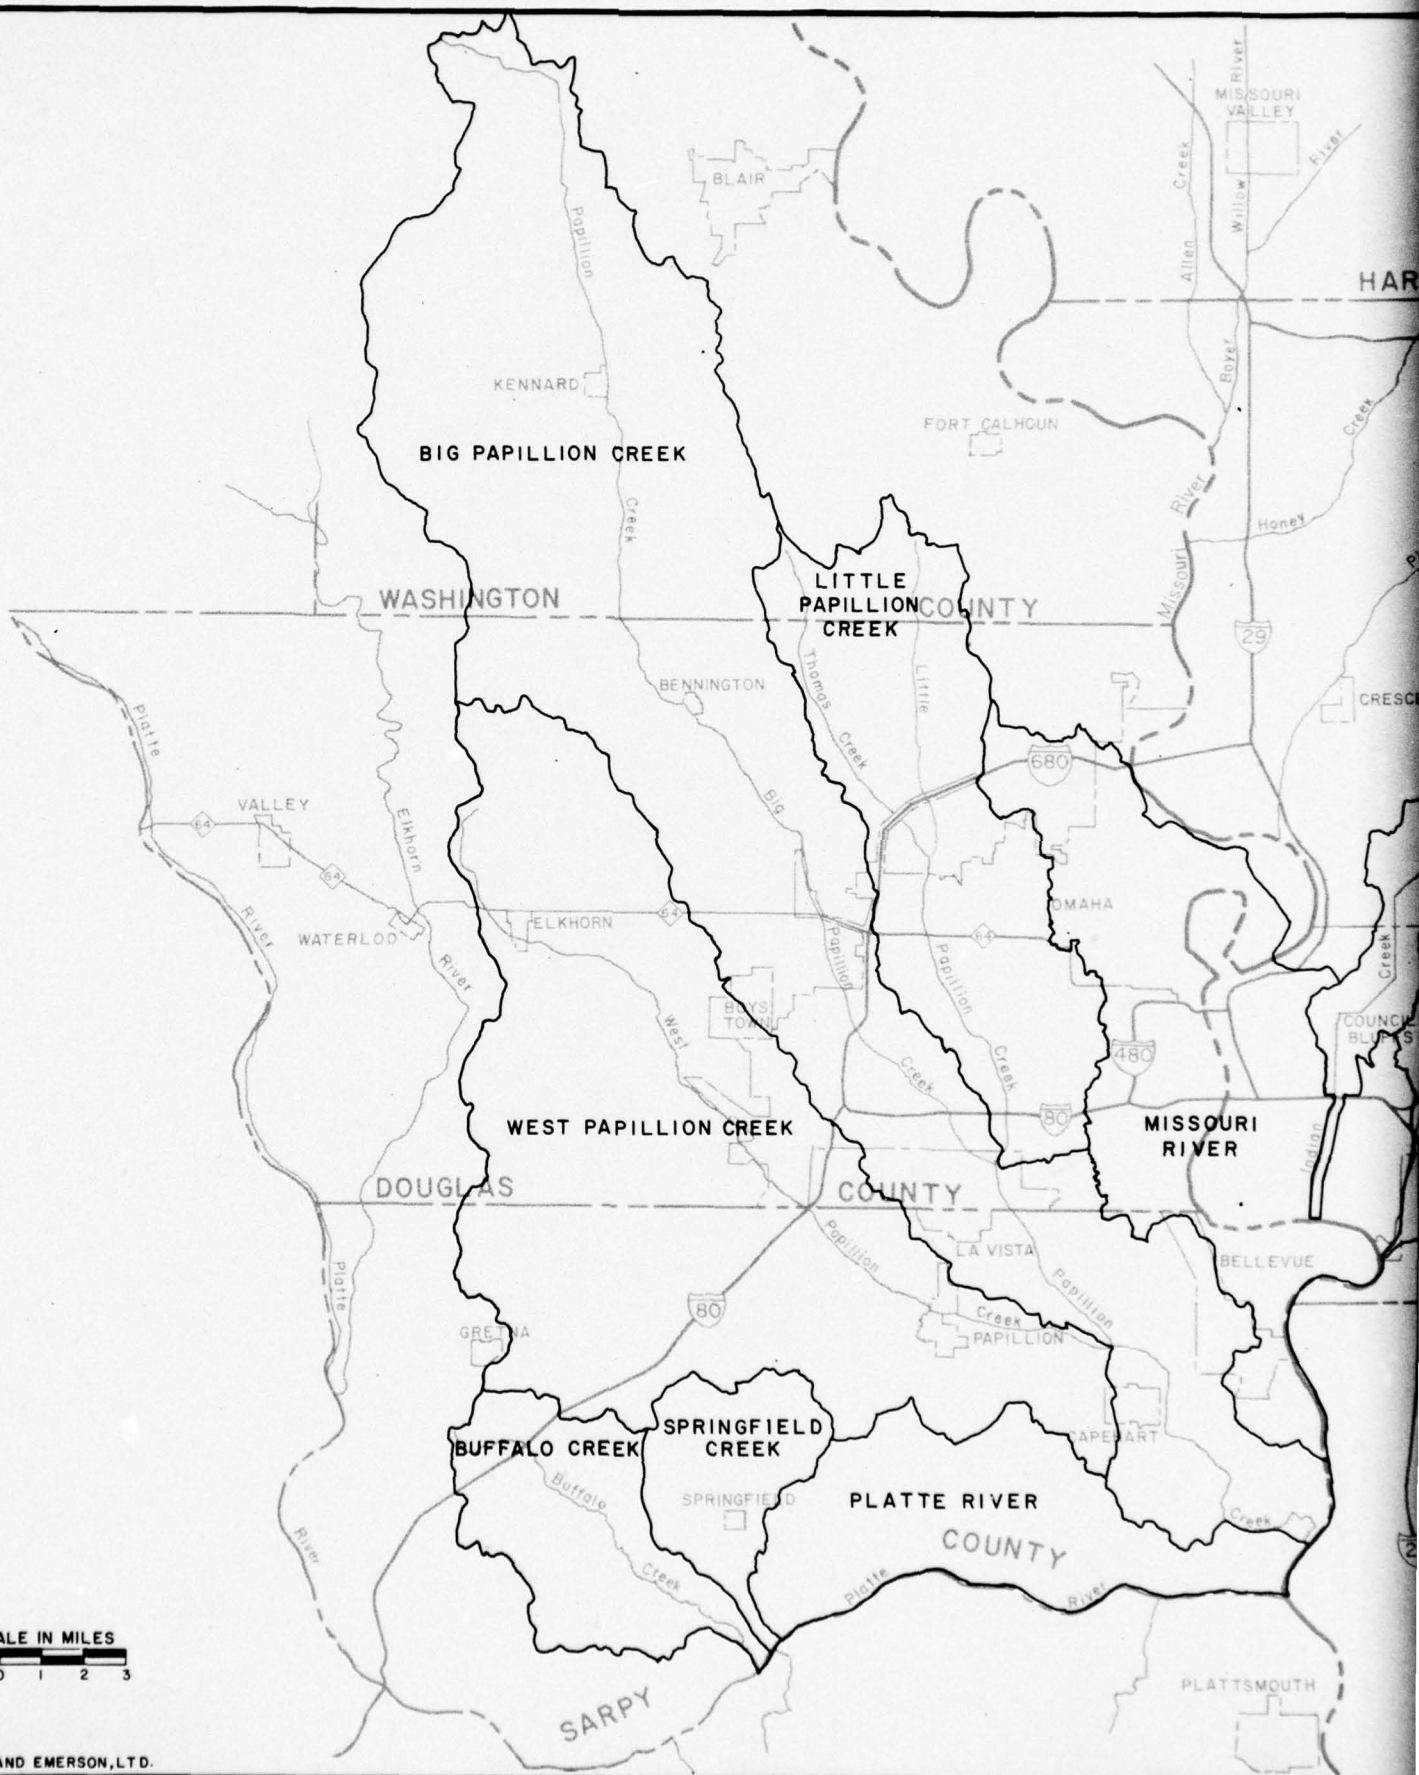 River
MISSOURI
VALLEY
Creek
River
BLAIR
Willow
Papillion
Allen
HAR
Boyer
KENNARD
Creek
FORT CALHOUN
BIG PAPILLION CREEK
River
Creek
Honey
Missouri
LITTLE
PAPILLION
CREEK
WASHINGTON
COUNTY
29
Thomas
Little
BENNINGTON
CRESC
Platte
Creek
680
Big
VALLEY
64
Elkhorn
64
OMAHA
River
ELKHORN
64
64
WATERLOO
Papillion
Papillion
Creek
River
BOYS
TOWN
West
COUNCIL
BLUFFS
Creek
Creek
480
80
WEST PAPILLION CREEK
MISSOURI
RIVER
Indian
DOUGLAS
COUNTY
Papillion
LA VISTA
BELLEVUE
Platte
Papillion
80
Creek
GRETNA
PAPILLION
SPRINGFIELD
CREEK
BUFFALO CREEK
CAPEHART
Buffalo
SPRINGFIELD
PLATTE RIVER
Creek
River
COUNTY
Creek
Platte
River
ALE IN MILES
0 1 2 3
PLATTSMOUTH
SARPY
AND EMERSON, LTD.